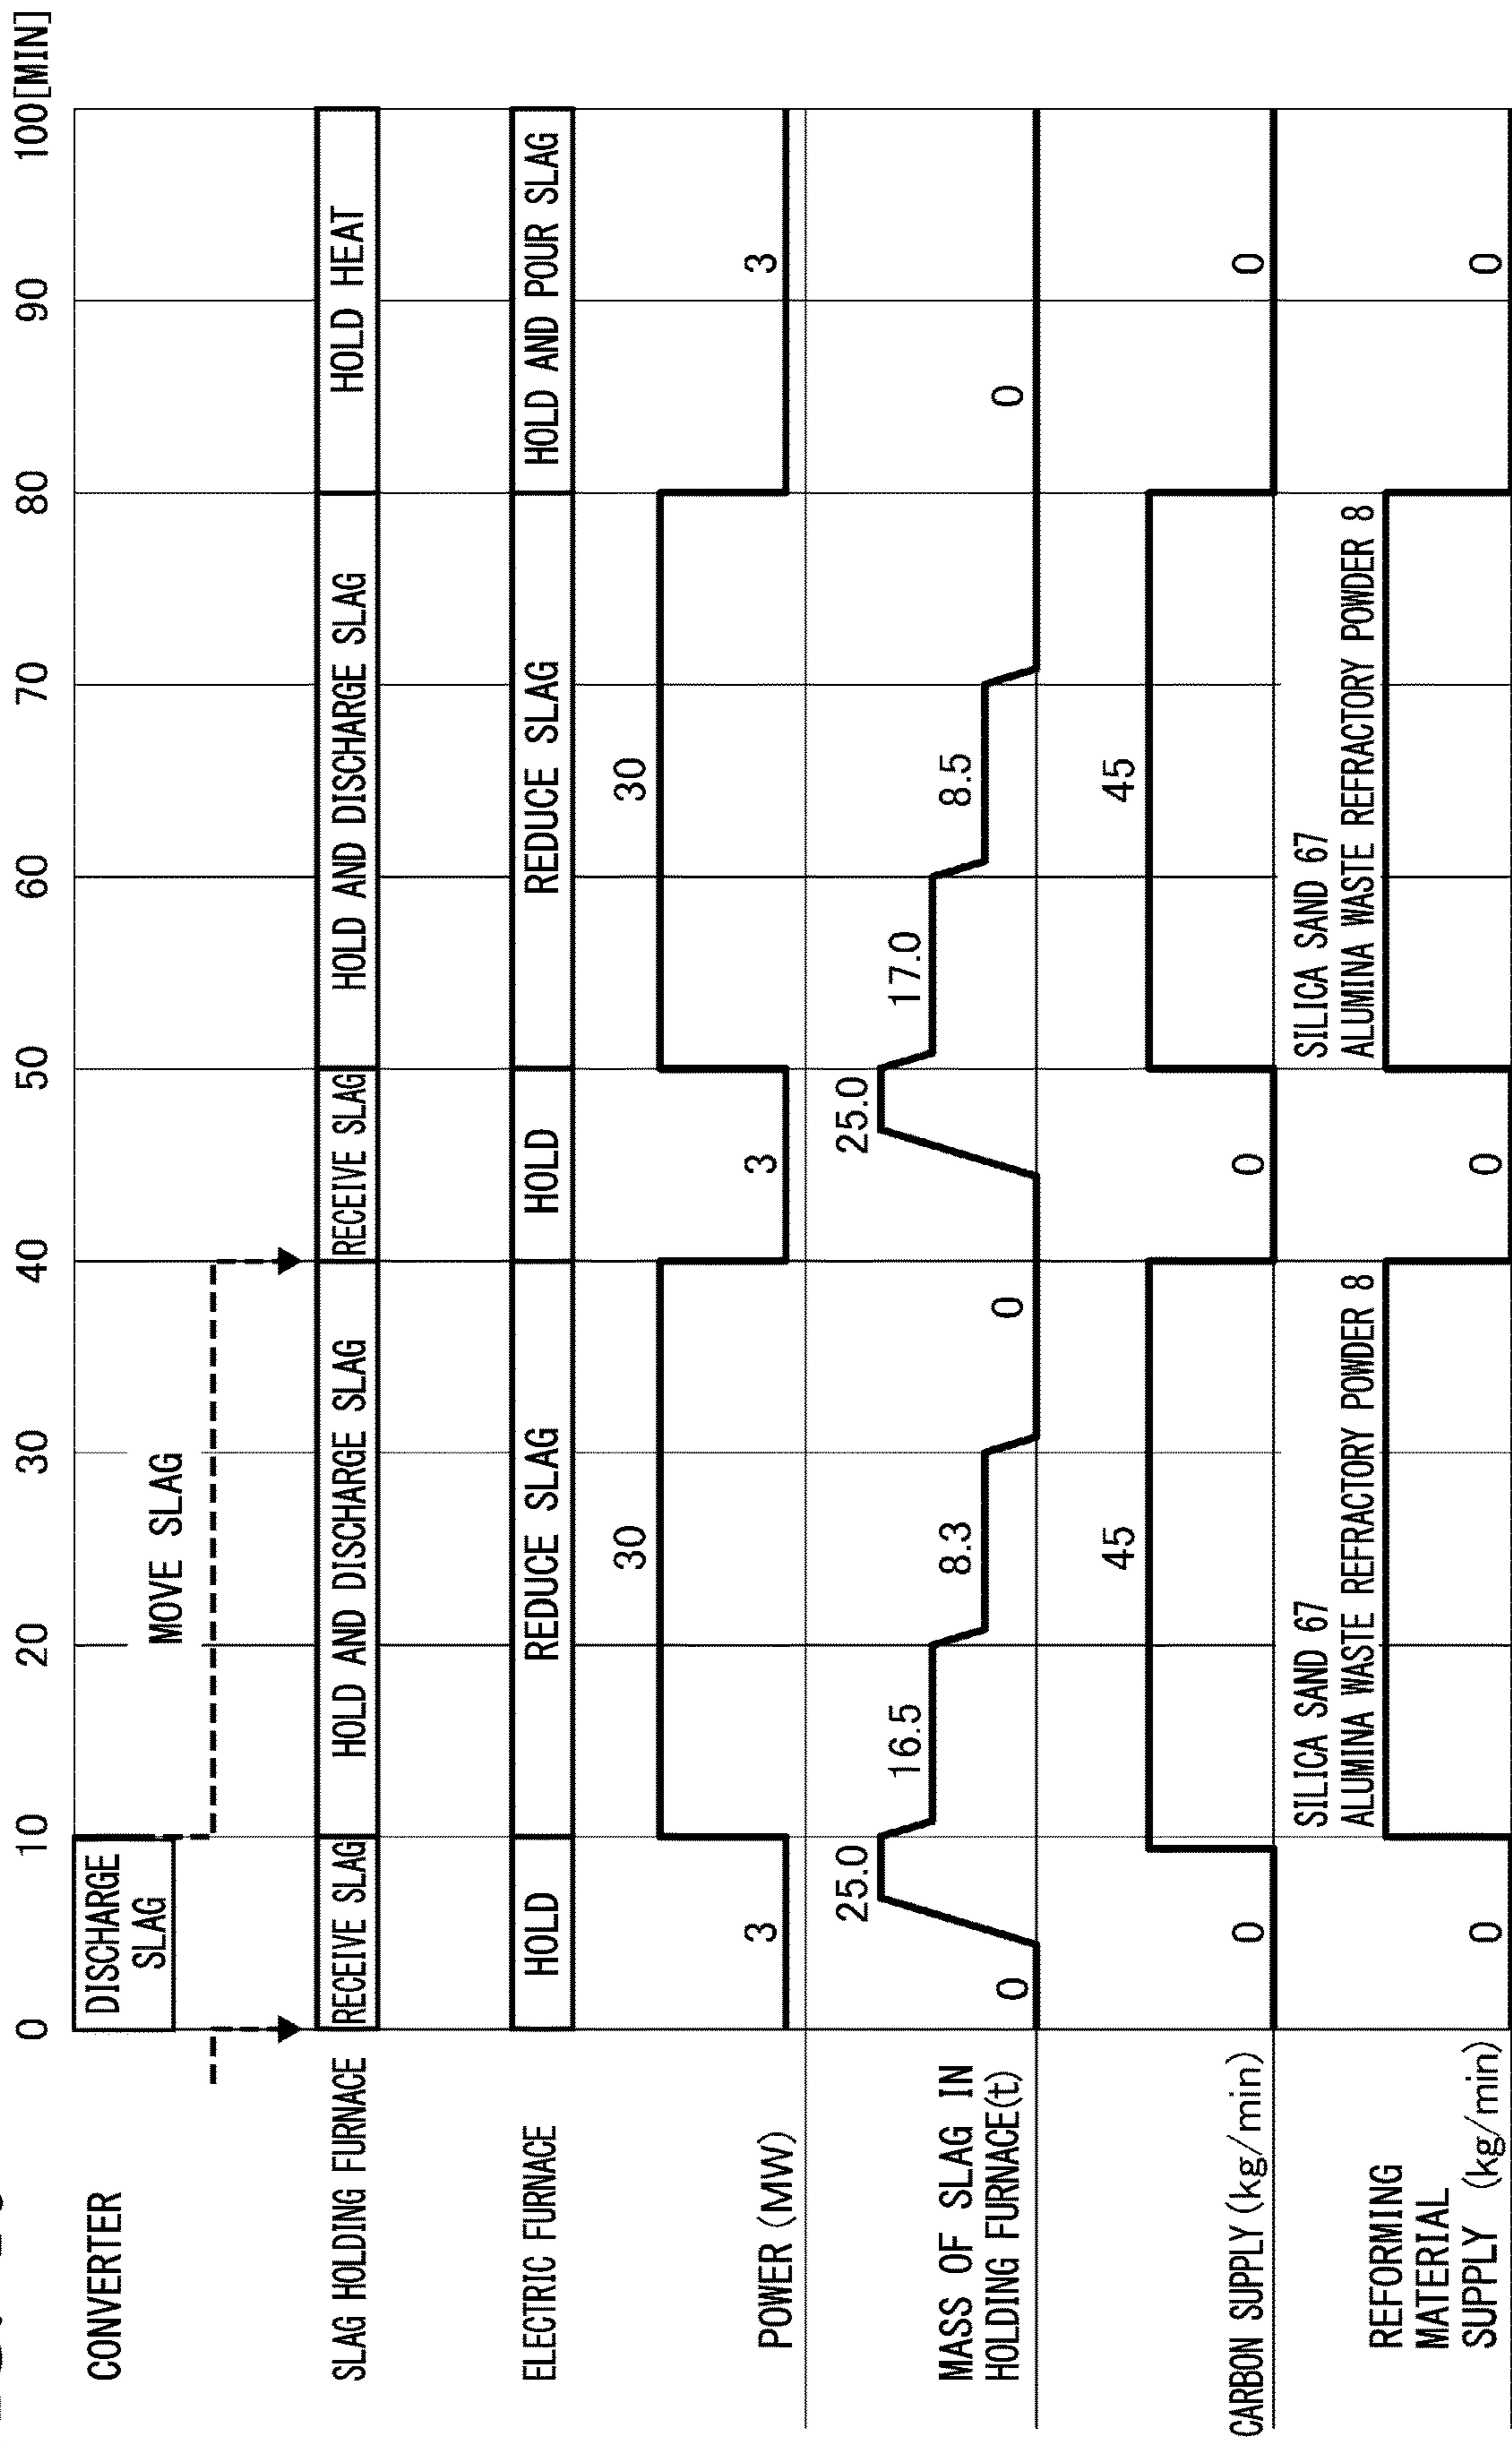 0 10 20 30 40 50 60 70 80 90 100[MIN]
CONVERTER
DISCHARGE
SLAG
MOVE SLAG
SLAG HOLDING FURNACE
RECEIVE SLAG
HOLD AND DISCHARGE SLAG
RECEIVE SLAG
HOLD AND DISCHARGE SLAG
HOLD HEAT
ELECTRIC FURNACE
HOLD
REDUCE SLAG
HOLD
REDUCE SLAG
HOLD AND POUR SLAG
POWER (MW)
3
30
3
30
3
MASS OF SLAG IN
HOLDING FURNACE(t)
0
25.0
16.5
8.3
0
25.0
17.0
8.5
0
CARBON SUPPLY (kg/min)
0
45
0
45
0
REFORMING
MATERIAL
SUPPLY (kg/min)
0
SILICA SAND 67
ALUMINA WASTE REFRACTORY POWDER 8
0
SILICA SAND 67
ALUMINA WASTE REFRACTORY POWDER 8
0